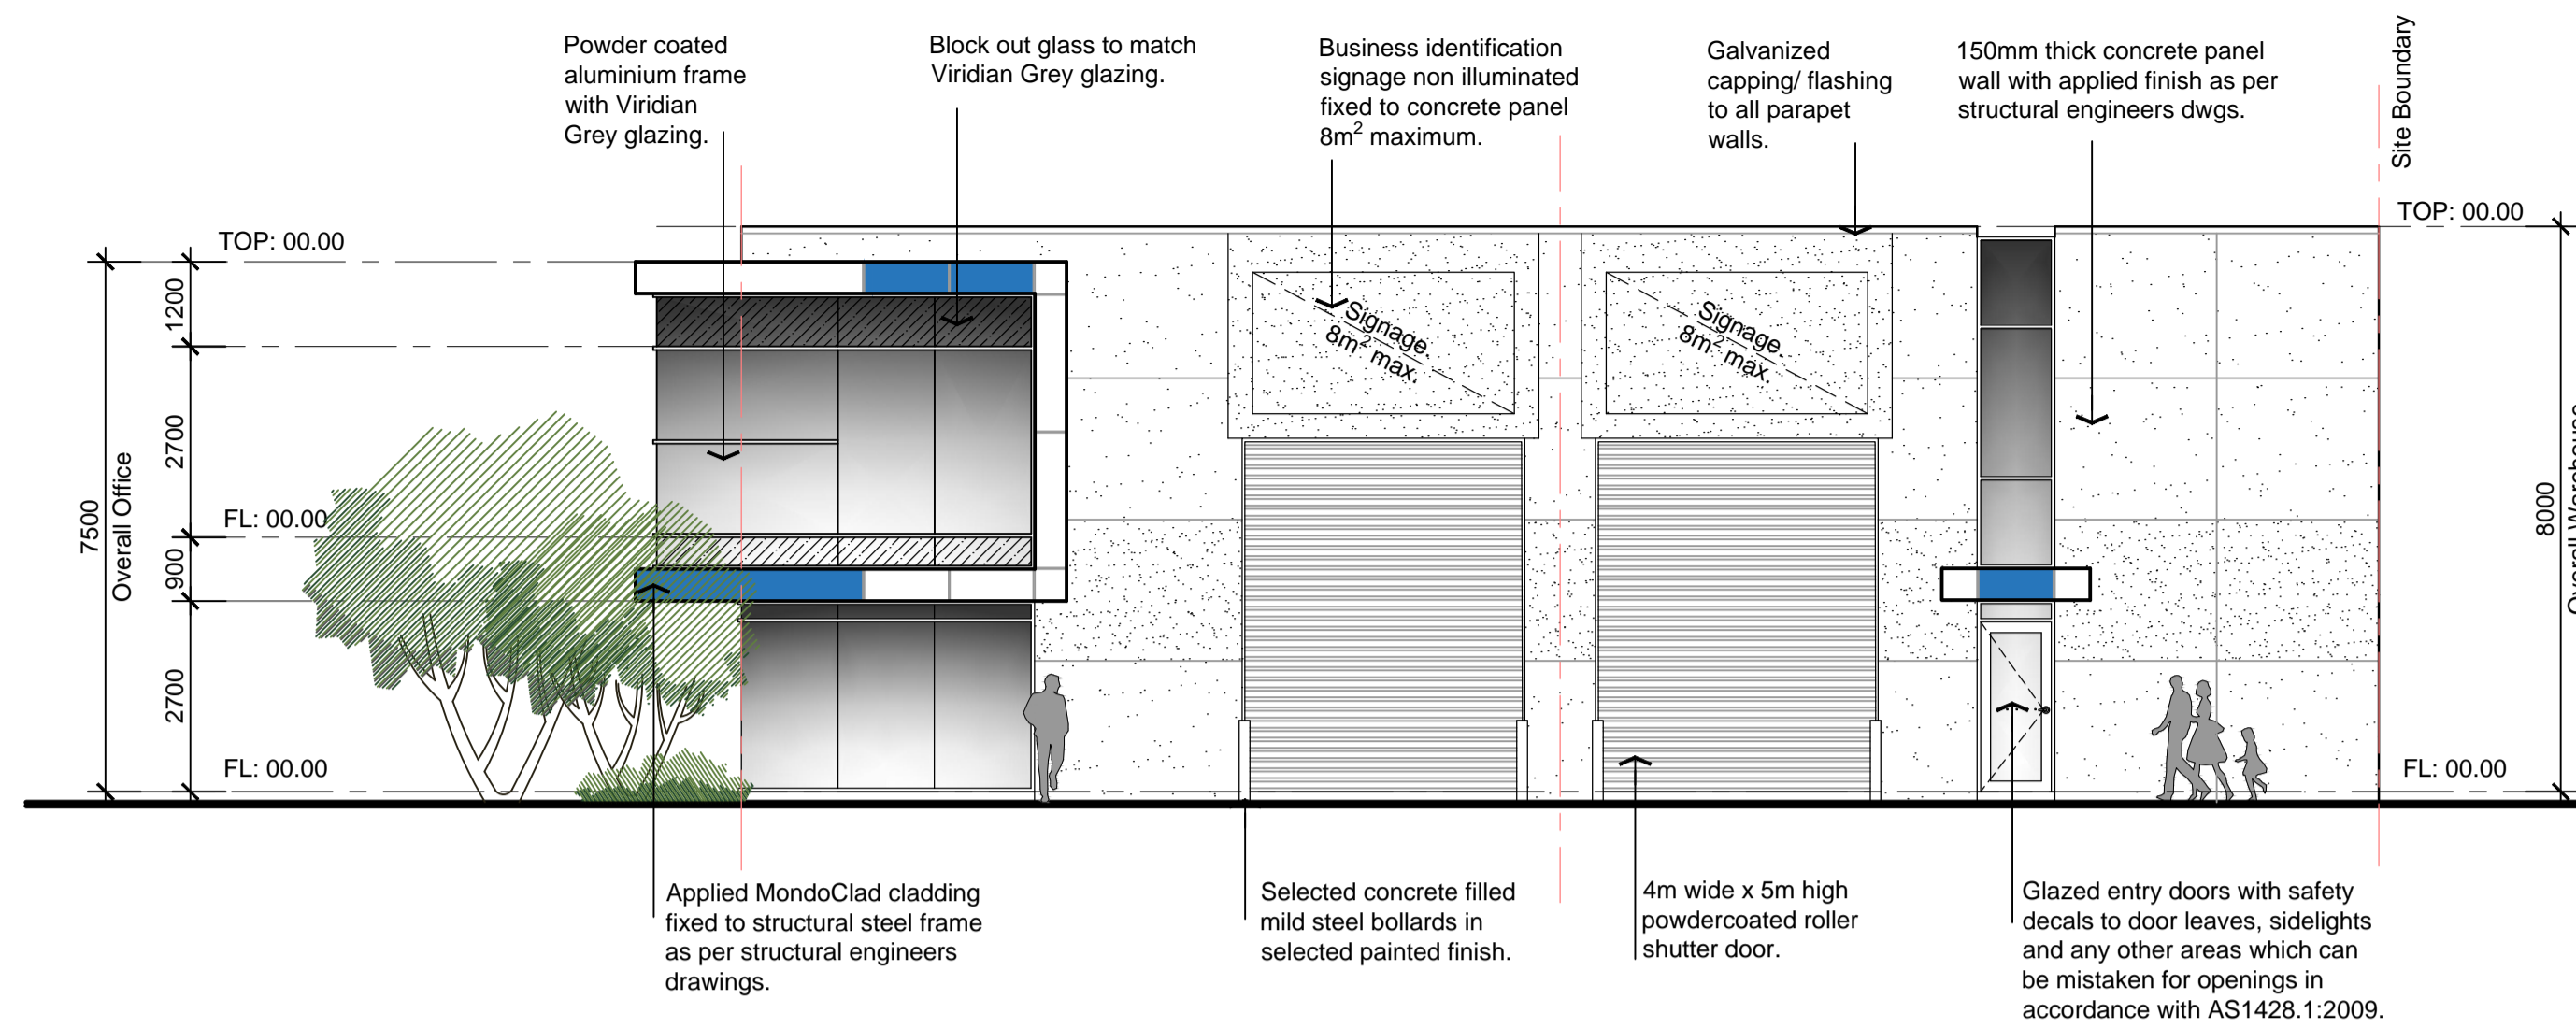 Powder coated
aluminium frame
with Viridian
Grey glazing.
Block out glass to match
Viridian Grey glazing.
Business identification
signage non illuminated
fixed to concrete panel
8m² maximum.
Galvanized
capping/ flashing
to all parapet
walls.
150mm thick concrete panel
wall with applied finish as per
structural engineers dwgs.
Site Boundary
TOP: 00.00
TOP: 00.00
1200
2700
900
2700
7500
Overall Office
FL: 00.00
FL: 00.00
Signage.
8m² max.
Signage.
8m² max.
8000
FL: 00.00
Applied MondoClad cladding
fixed to structural steel frame
as per structural engineers
drawings.
Selected concrete filled
mild steel bollards in
selected painted finish.
4m wide x 5m high
powdercoated roller
shutter door.
Glazed entry doors with safety
decals to door leaves, sidelights
and any other areas which can
be mistaken for openings in
accordance with AS1428.1:2009.